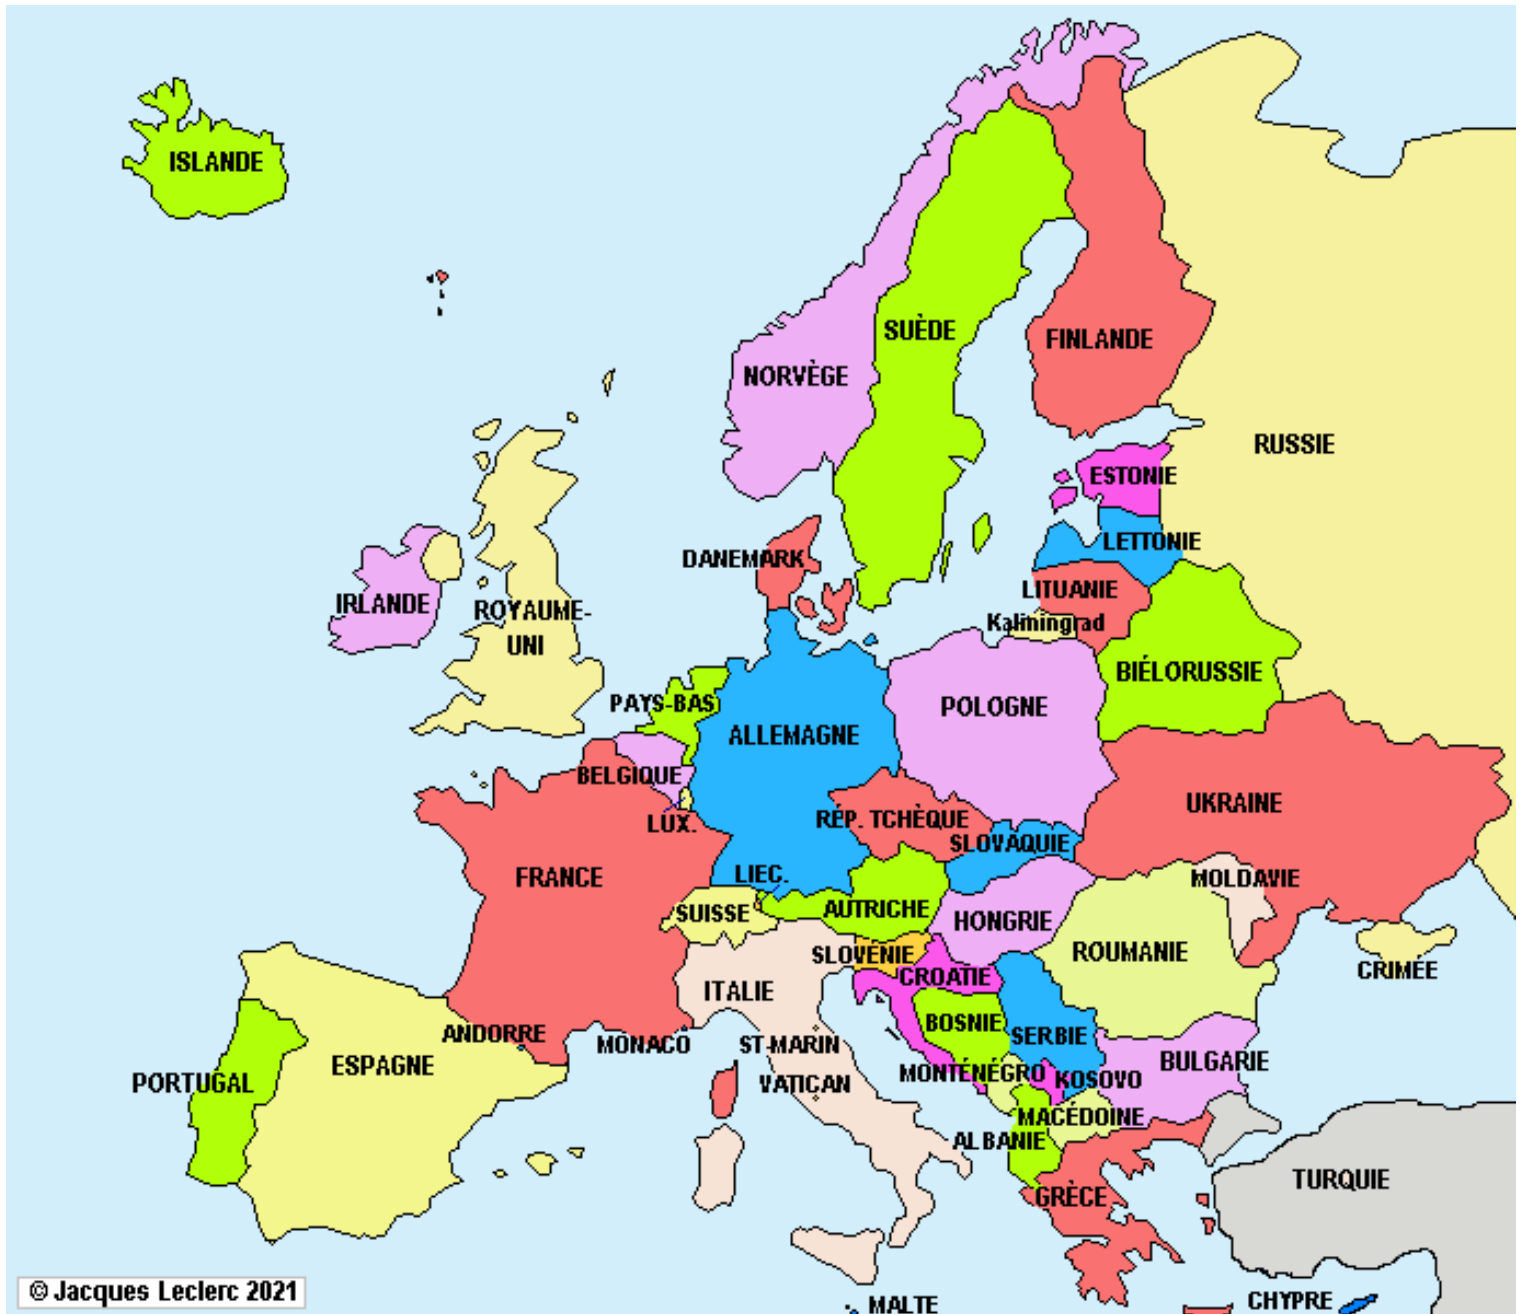 ISLANDE
SUÈDE
FINLANDE
NORVÈGE
RUSSIE
ESTONIE
LETTONIE
DANEMARK
LITUANIE
IRLANDE
ROYAUME-
UNI
Kaliningrad
BIÉLORUSSIE
PAYS-BAS
POLOGNE
ALLEMAGNE
BELGIQUE
UKRAINE
LUX.
RÉP. TCHÈQUE
SLOVAQUIE
LIEC.
FRANCE
MOLDAVIE
SUISSE
AUTRICHE
HONGRIE
ROUMANIE
SLOVÉNIE
CROATIE
CRIMÉE
ITALIE
BOSNIE
ANDORRE
MONACO
ST-MARIN
SERBIE
ESPAGNE
BULGARIE
PORTUGAL
VATICAN
MONTÉNÉGRO
KOSOVO
MACÉDOINE
ALBANIE
TURQUIE
GRÈCE
© Jacques Leclerc 2021
MALTE
CHYPRE